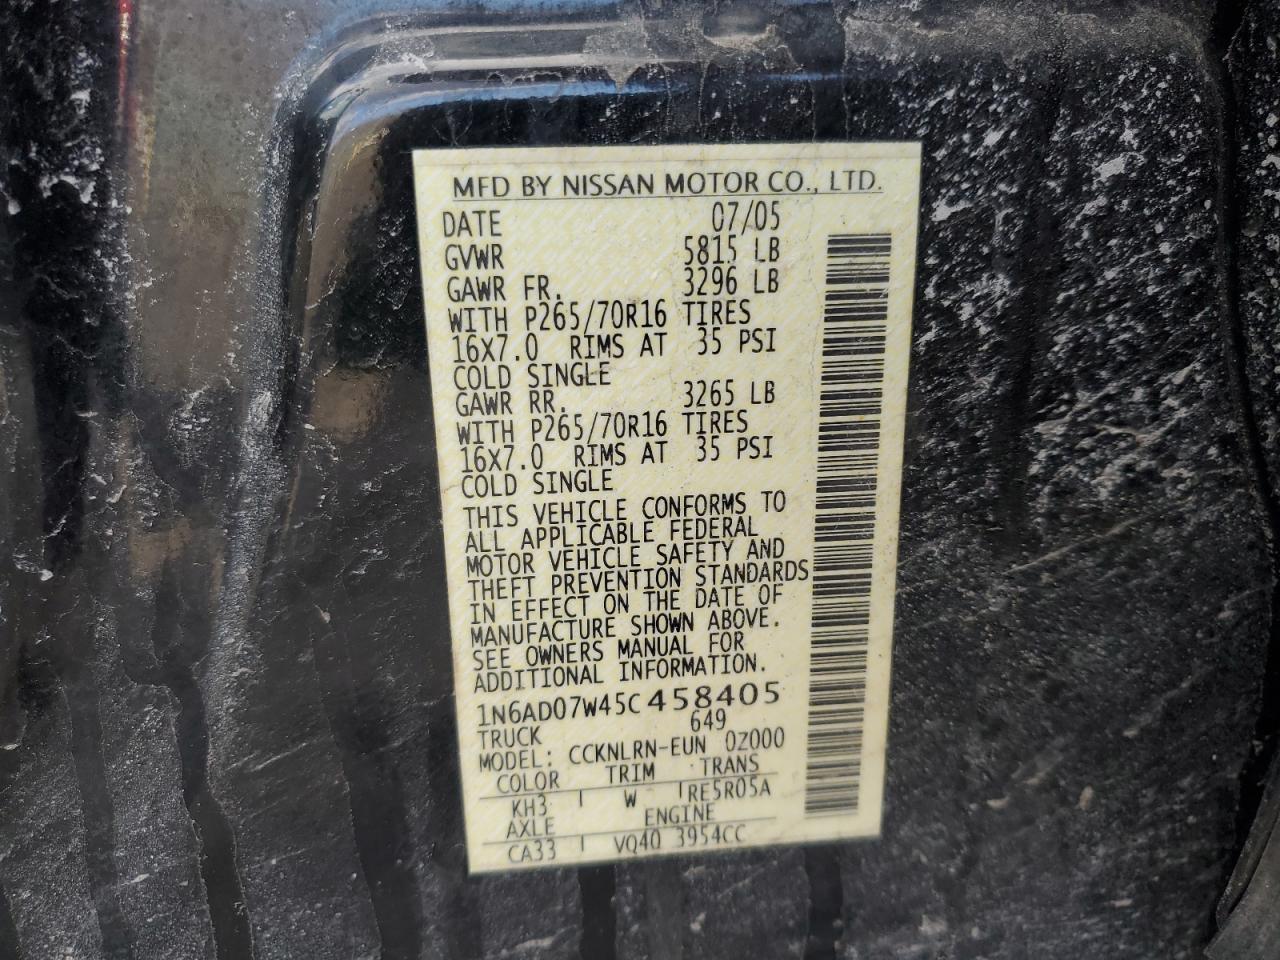 MFD BY NISSAN MOTOR CO., LTD.
DATE 07/05
GVWR 5815 LB
GAWR FR. 3296 LB
WITH P265/70R16 TIRES
16X7.0 RIMS AT 35 PSI
COLD SINGLE
GAWR RR. 3265 LB
WITH P265/70R16 TIRES
16X7.0 RIMS AT 35 PSI
COLD SINGLE
THIS VEHICLE CONFORMS TO
ALL APPLICABLE FEDERAL
MOTOR VEHICLE SAFETY AND
THEFT PREVENTION STANDARDS
IN EFFECT ON THE DATE OF
MANUFACTURE SHOWN ABOVE.
SEE OWNERS MANUAL FOR
ADDITIONAL INFORMATION.
1N6AD07W45C458405
TRUCK 649
MODEL: CCKNLRN-EUN 0Z000
COLOR TRIM TRANS
KH3 W RE5R05A
AXLE ENGINE
CA33 VQ40 3954CC